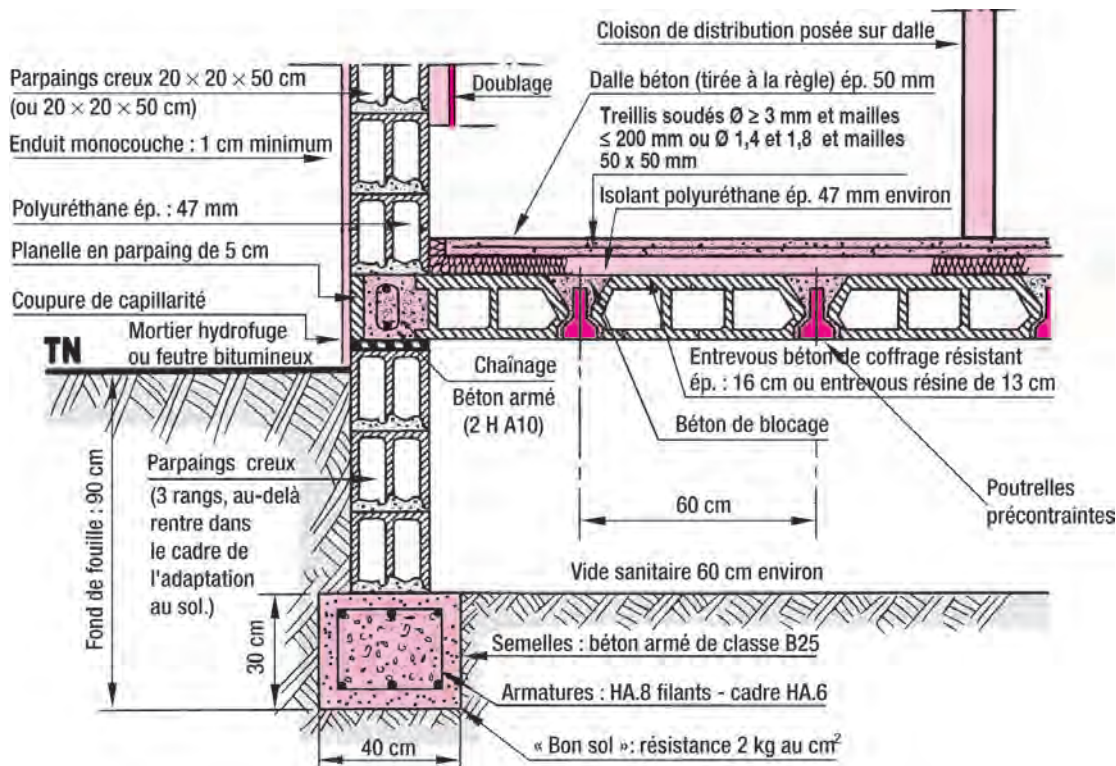 Cloison de distribution posée sur dalle
Parpaings creux 20 × 20 × 50 cm
(ou 20 × 20 × 50 cm)
Doublage
Dalle béton (tirée à la règle) ép. 50 mm
Treillis soudés Ø ≥ 3 mm et mailles
≤ 200 mm ou Ø 1,4 et 1,8 et mailles
50 x 50 mm
Enduit monocouche : 1 cm minimum
Isolant polyuréthane ép. 47 mm environ
Polyuréthane ép. : 47 mm
Planelle en parpaing de 5 cm
Coupure de capillarité
Mortier hydrofuge
ou feutre bitumineux
TN
Chaînage
Béton armé
(2 H A10)
Entrevous béton de coffrage résistant
ép. : 16 cm ou entrevous résine de 13 cm
Béton de blocage
Fond de fouille : 90 cm
Parpaings creux
(3 rangs, au-delà
rentre dans
le cadre de
l'adaptation
au sol.)
60 cm
Poutrelles
précontraintes
Vide sanitaire 60 cm environ
30 cm
Semelles : béton armé de classe B25
Armatures : HA.8 filants - cadre HA.6
40 cm
« Bon sol » : résistance 2 kg au cm²